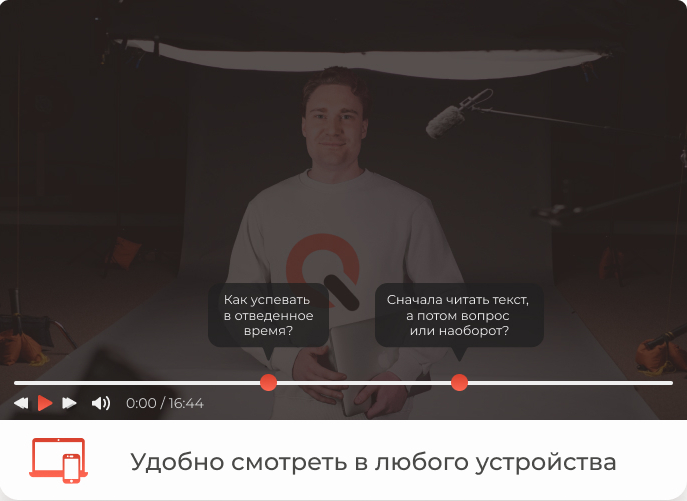 Как успевать
в отведенное
время?
Сначала читать текст,
а потом вопрос
или наоборот?
0:00 / 16:44
Удобно смотреть в любого устройства